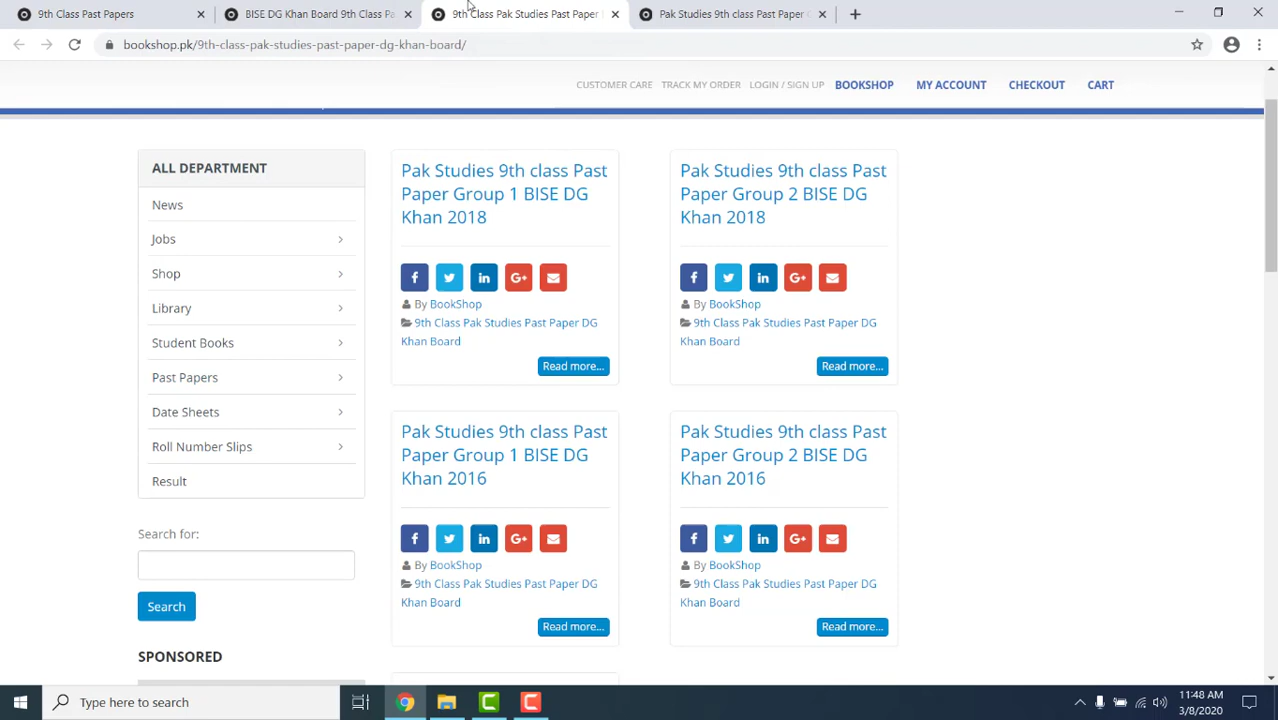 9th Class Past Papers
BISE DG Khan Board 9th Class Pa
9th Class Pak Studies Past Paper
Pak Studies 9th class Past Paper
bookshop.pk/9th-class-pak-studies-past-paper-dg-khan-board/
CUSTOMER CARE TRACK MY ORDER LOGIN / SIGN UP BOOKSHOP MY ACCOUNT CHECKOUT CART
ALL DEPARTMENT
News
Jobs
Shop
Library
Student Books
Past Papers
Date Sheets
Roll Number Slips
Result
Search for:
Search
SPONSORED
Pak Studies 9th class Past
Paper Group 1 BISE DG
Khan 2018
By BookShop
9th Class Pak Studies Past Paper DG
Khan Board
Read more...
Pak Studies 9th class Past
Paper Group 2 BISE DG
Khan 2018
By BookShop
9th Class Pak Studies Past Paper DG
Khan Board
Read more...
Pak Studies 9th class Past
Paper Group 1 BISE DG
Khan 2016
By BookShop
9th Class Pak Studies Past Paper DG
Khan Board
Read more...
Pak Studies 9th class Past
Paper Group 2 BISE DG
Khan 2016
By BookShop
9th Class Pak Studies Past Paper DG
Khan Board
Read more...
Type here to search
11:48 AM
3/8/2020